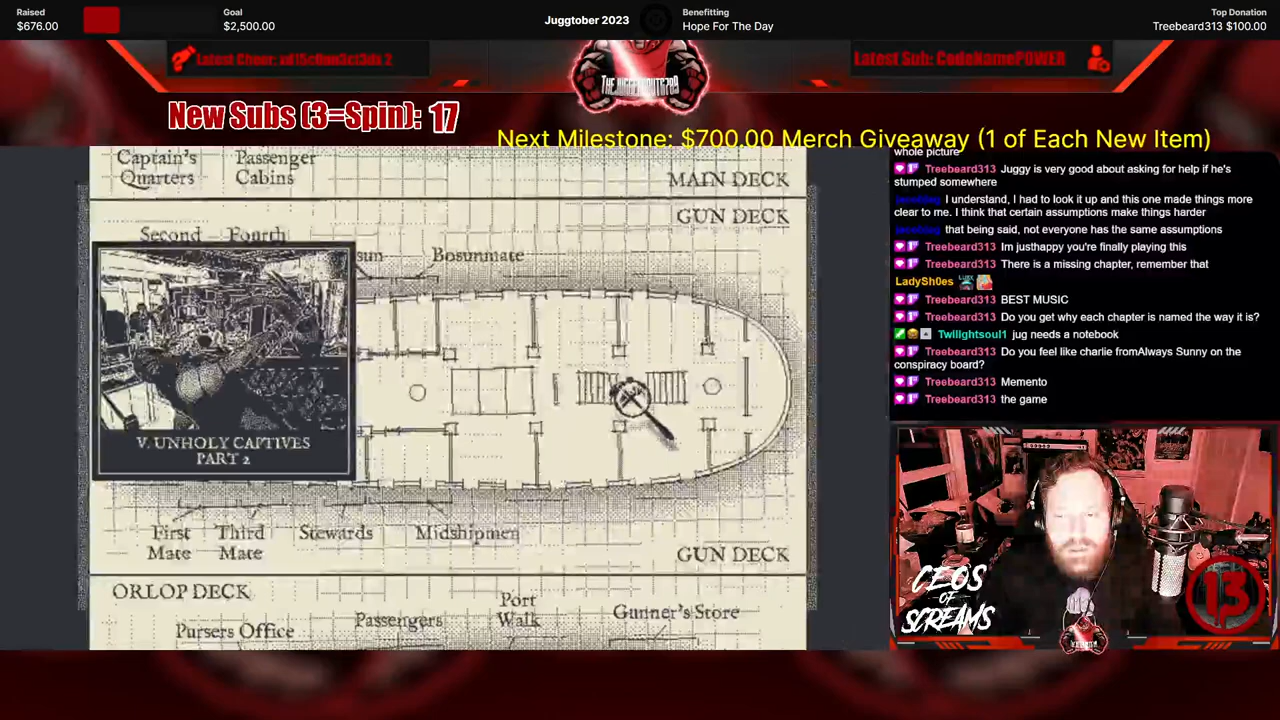 Raised
$676.00
Goal
$2,500.00
Juggtober 2023
Benefitting
Hope For The Day
Top Donation
Treebeard313 $100.00
Latest Cheer:
Latest Sub: CodeNamePOWER
New Subs (3=Spin): 17
Next Milestone: $700.00 Merch Giveaway (1 of Each New Item)
Captain's
Quarters
Passenger
Cabins
MAIN DECK
GUN DECK
Second
Fourth
Bosunmate
V. UNHOLY CAPTIVES
PART 2
First
Mate
Third
Mate
Stewards
Midshipmen
GUN DECK
ORLOP DECK
Pursers Office
Passengers
Port
Walk
Gunner's Store
whole picture
Treebeard313 Juggy is very good about asking for help if he's
stumped somewhere
I understand, I had to look it up and this one made things more
clear to me. I think that certain assumptions make things harder
that being said, not everyone has the same assumptions
Treebeard313 Im justhappy you're finally playing this
Treebeard313 There is a missing chapter, remember that
LadySh0es
Treebeard313 BEST MUSIC
Treebeard313 Do you get why each chapter is named the way it is?
Twilightsoul1 jug needs a notebook
Treebeard313 Do you feel like charlie fromAlways Sunny on the
conspiracy board?
Treebeard313 Memento
Treebeard313 the game
CEOS
OF
SCREAMS
13